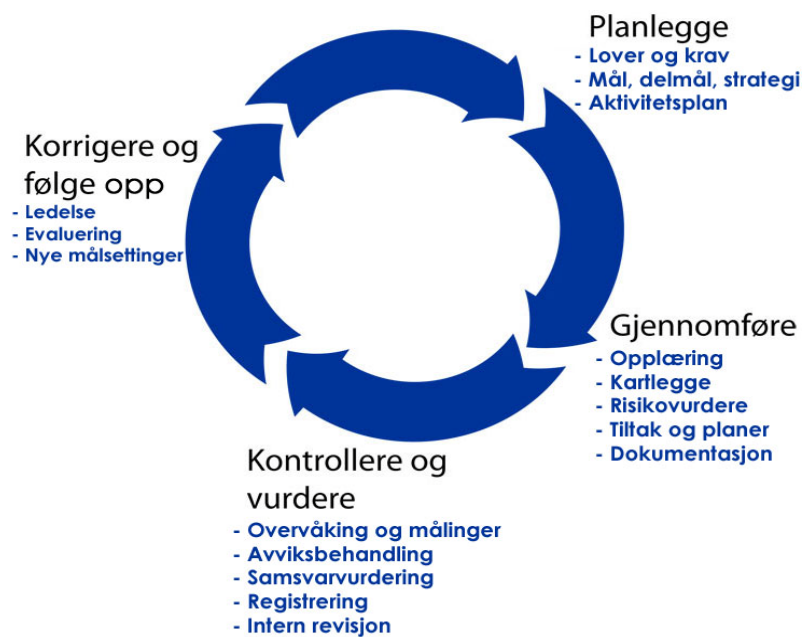 Planlegge
- Lover og krav
- Mål, delmål, strategi
- Aktivitetsplan
Gjennomføre
- Opplæring
- Kartlegge
- Risikovurdere
- Tiltak og planer
- Dokumentasjon
Kontrollere og
vurdere
- Overvåking og målinger
- Avviksbehandling
- Samsvarvurdering
- Registrering
- Intern revisjon
Korrigere og
følge opp
- Ledelse
- Evaluering
- Nye målsettinger